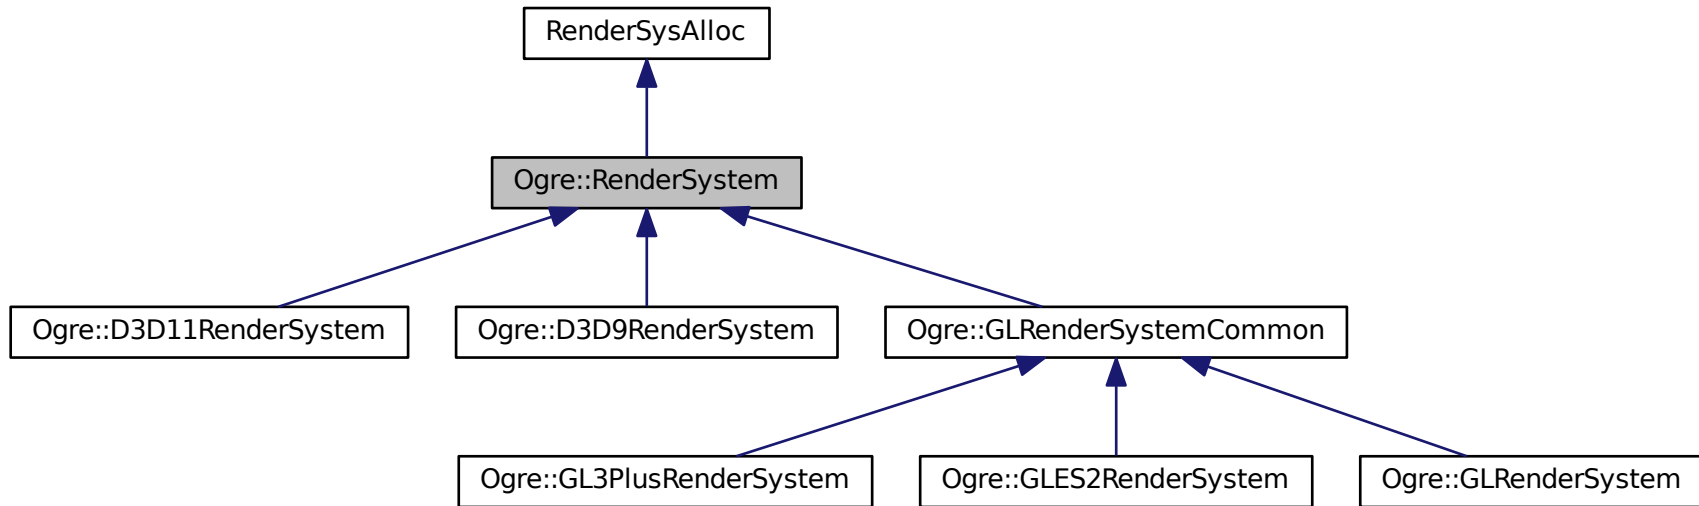 RenderSysAlloc
Ogre::RenderSystem
Ogre::D3D11RenderSystem
Ogre::D3D9RenderSystem
Ogre::GLRenderSystemCommon
Ogre::GL3PlusRenderSystem
Ogre::GLES2RenderSystem
Ogre::GLRenderSystem